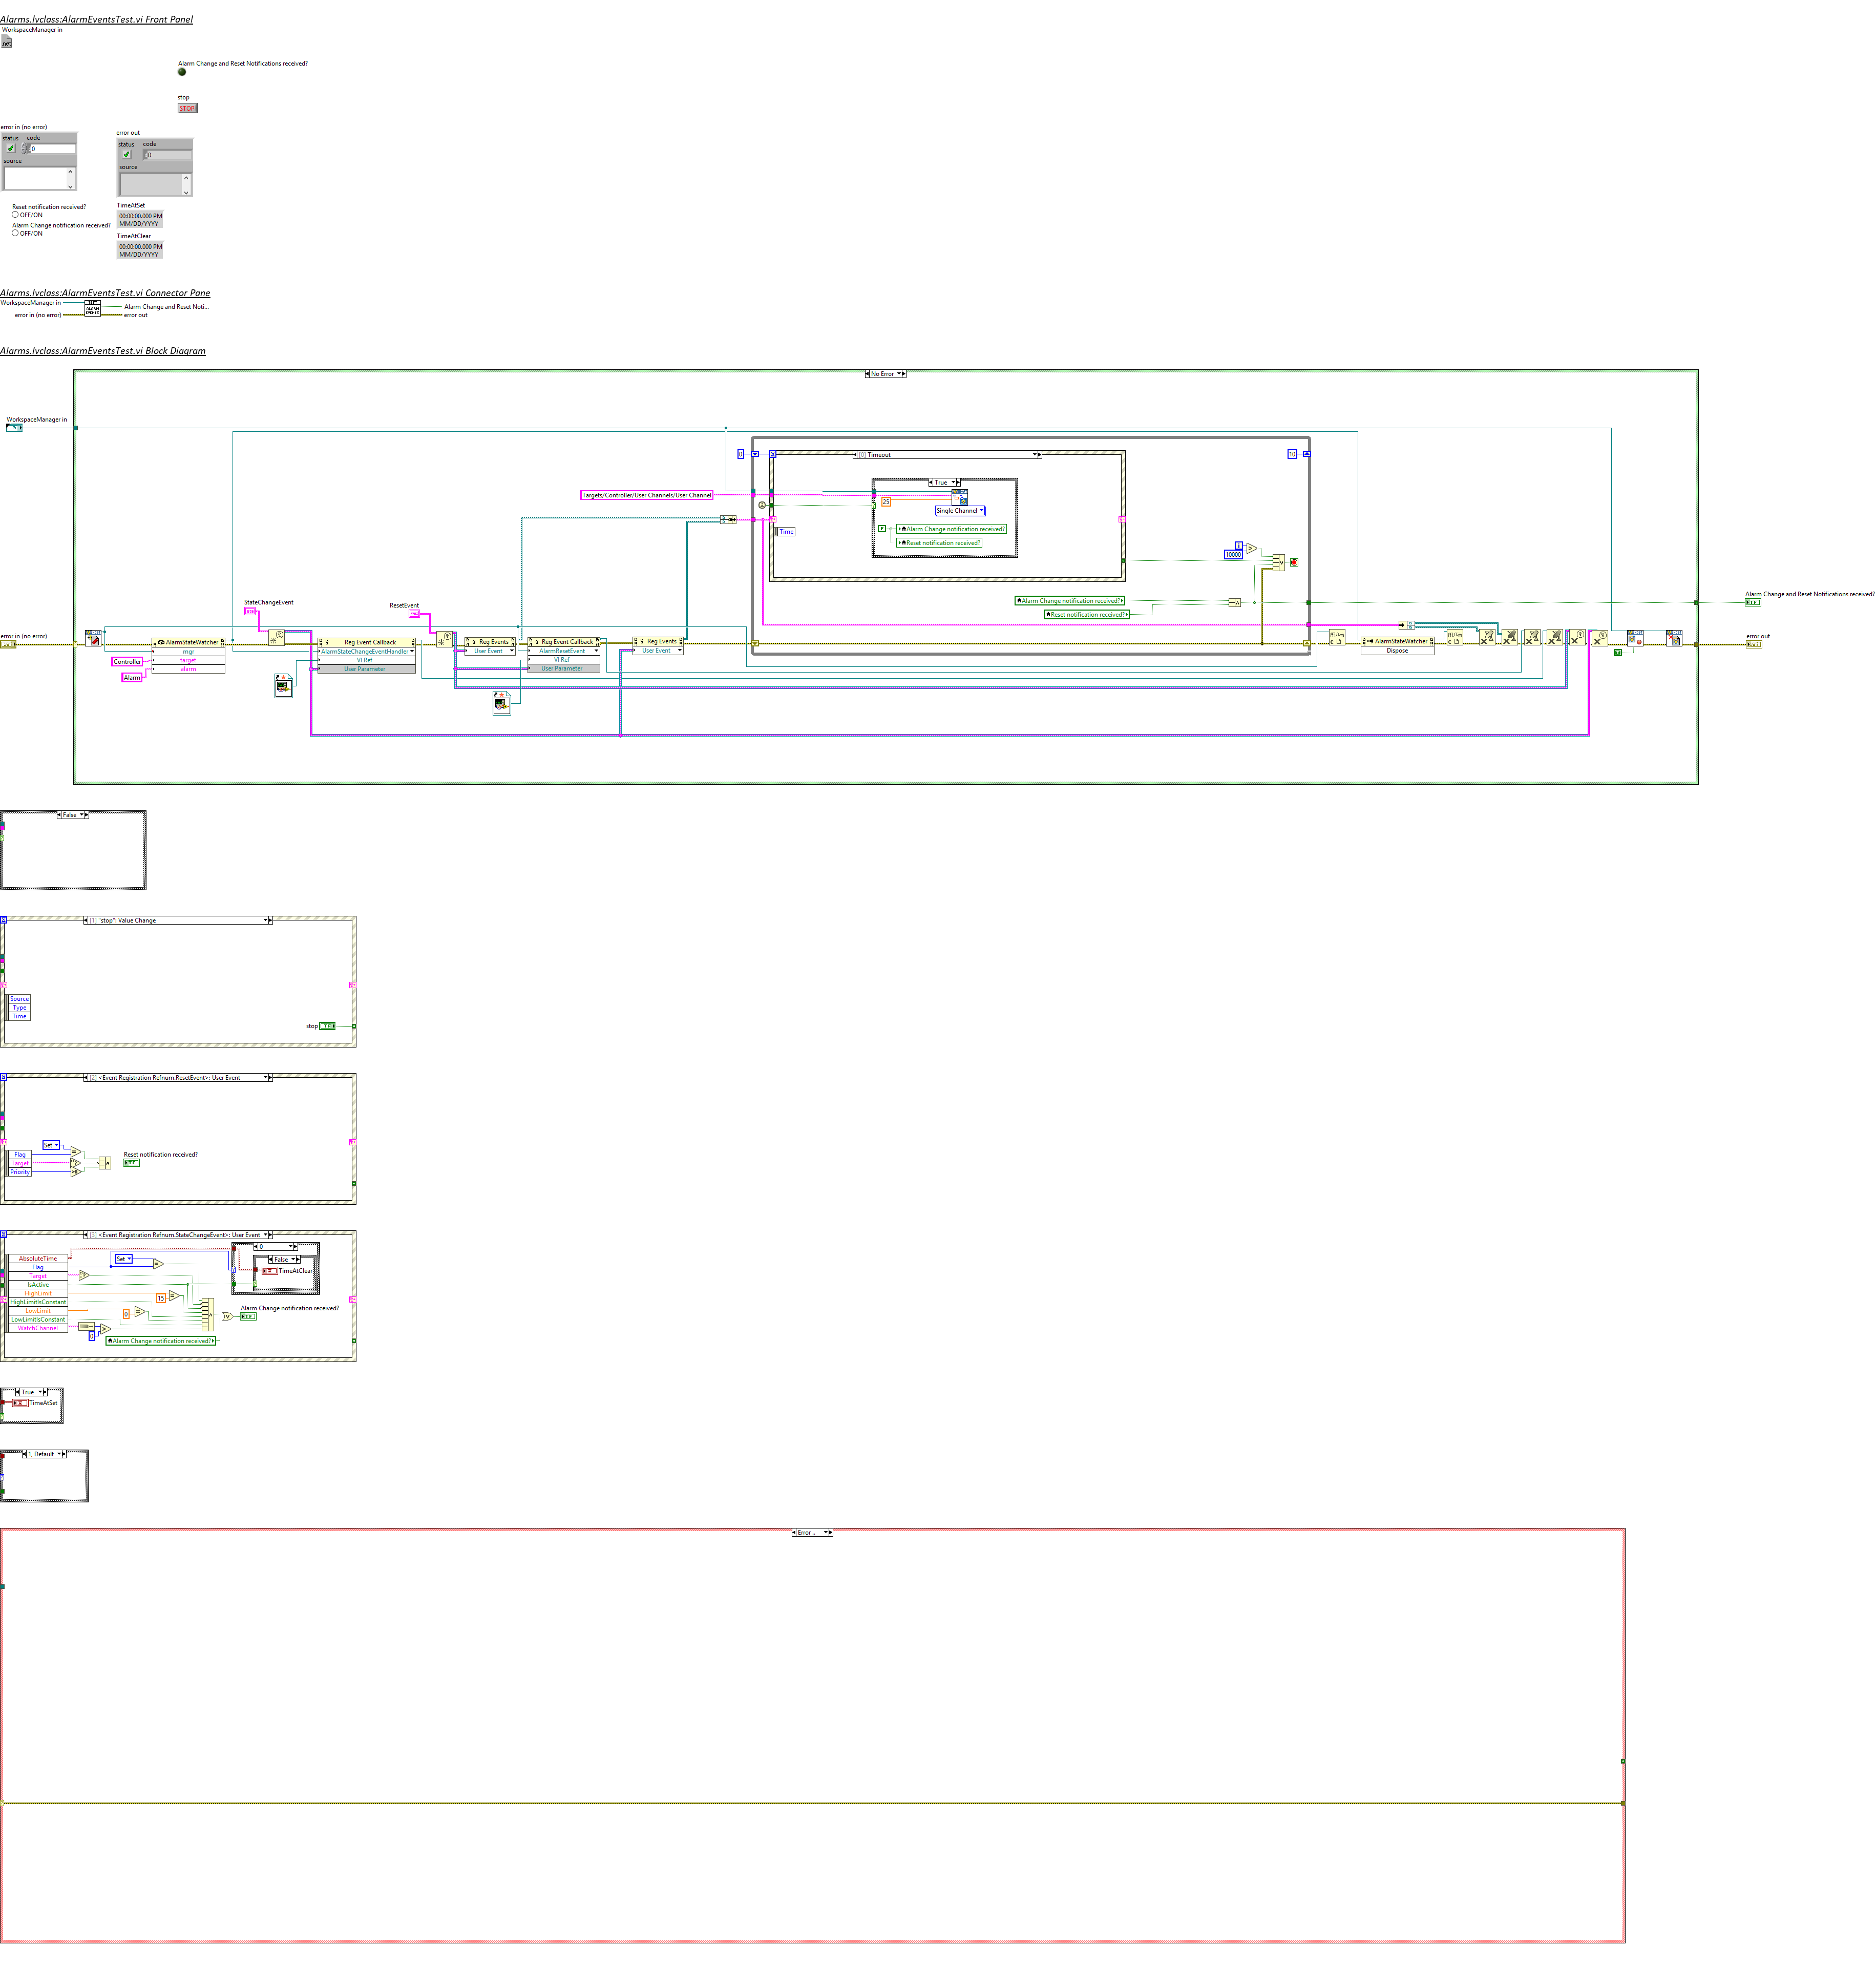 Alarms.lvclass:AlarmEventsTest.vi Front Panel
WorkspaceManager in
Alarm Change and Reset Notifications received?
stop
STOP
error in (no error)
status code
0
source
error out
status code
0
source
Reset notification received?
OFF/ON
Alarm Change notification received?
OFF/ON
TimeAtSet
00:00:00.000 PM
MM/DD/YYYY
TimeAtClear
00:00:00.000 PM
MM/DD/YYYY
Alarms.lvclass:AlarmEventsTest.vi Connector Pane
WorkspaceManager in
error in (no error)
TEST
ALARM
EVENTS
Alarm Change and Reset Noti...
error out
Alarms.lvclass:AlarmEventsTest.vi Block Diagram
No Error
WorkspaceManager in
0
[0] Timeout
10
True
Targets/Controller/User Channels/User Channel
25
Single Channel
Time
F
Alarm Change notification received?
Reset notification received?
i
10000
StateChangeEvent
ResetEvent
Alarm Change notification received?
Reset notification received?
Alarm Change and Reset Notifications received?
TF
error in (no error)
AlarmStateWatcher
mgr
target
alarm
Controller
Alarm
Reg Event Callback
AlarmStateChangeEventHandler
VI Ref
User Parameter
Reg Events
User Event
Reg Event Callback
AlarmResetEvent
VI Ref
User Parameter
Reg Events
User Event
AlarmStateWatcher
Dispose
error out
False
[1] "stop": Value Change
Source
Type
Time
stop
TF
[2] <Event Registration Refnum.ResetEvent>: User Event
Set
Flag
Target
Priority
Reset notification received?
TF
[3] <Event Registration Refnum.StateChangeEvent>: User Event
AbsoluteTime
Flag
Target
IsActive
HighLimit
HighLimitIsConstant
LowLimit
LowLimitIsConstant
WatchChannel
Set
15
0
0
0
False
TimeAtClear
Alarm Change notification received?
TF
Alarm Change notification received?
True
TimeAtSet
1, Default
Error